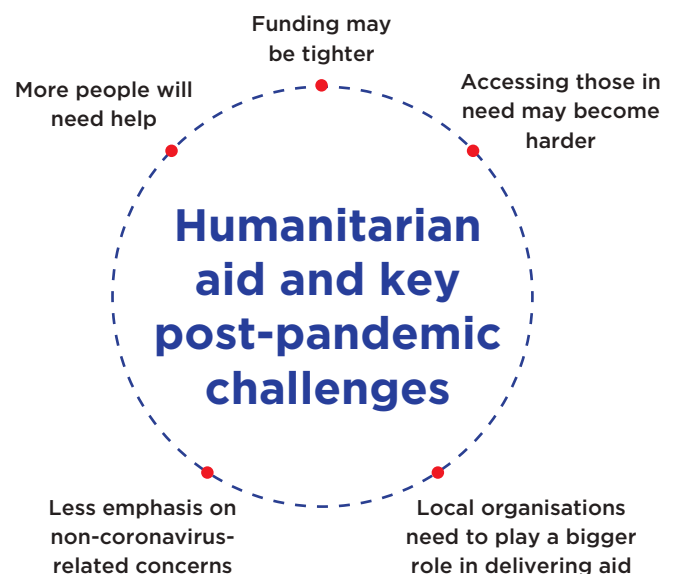 Funding may
be tighter
More people will
need help
Accessing those in
need may become
harder
Humanitarian
aid and key
post-pandemic
challenges
Less emphasis on
non-coronavirus-
related concerns
Local organisations
need to play a bigger
role in delivering aid